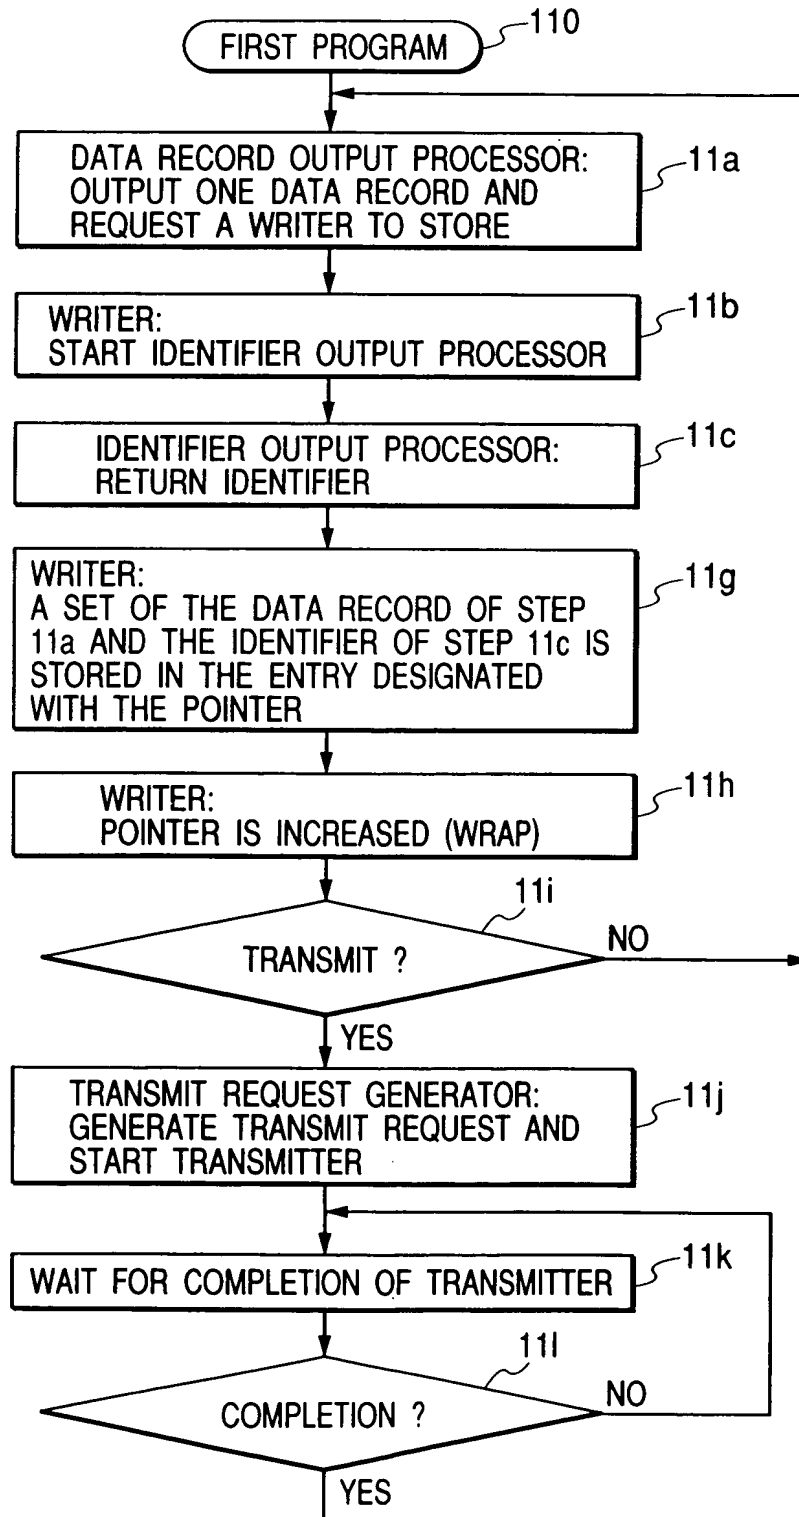 FIRST PROGRAM
110
DATA RECORD OUTPUT PROCESSOR:
OUTPUT ONE DATA RECORD AND
REQUEST A WRITER TO STORE
11a
WRITER:
START IDENTIFIER OUTPUT PROCESSOR
11b
IDENTIFIER OUTPUT PROCESSOR:
RETURN IDENTIFIER
11c
WRITER:
A SET OF THE DATA RECORD OF STEP
11a AND THE IDENTIFIER OF STEP 11c IS
STORED IN THE ENTRY DESIGNATED
WITH THE POINTER
11g
WRITER:
POINTER IS INCREASED (WRAP)
11h
TRANSMIT ?
11i
NO
YES
TRANSMIT REQUEST GENERATOR:
GENERATE TRANSMIT REQUEST AND
START TRANSMITTER
11j
WAIT FOR COMPLETION OF TRANSMITTER
11k
COMPLETION ?
11l
NO
YES